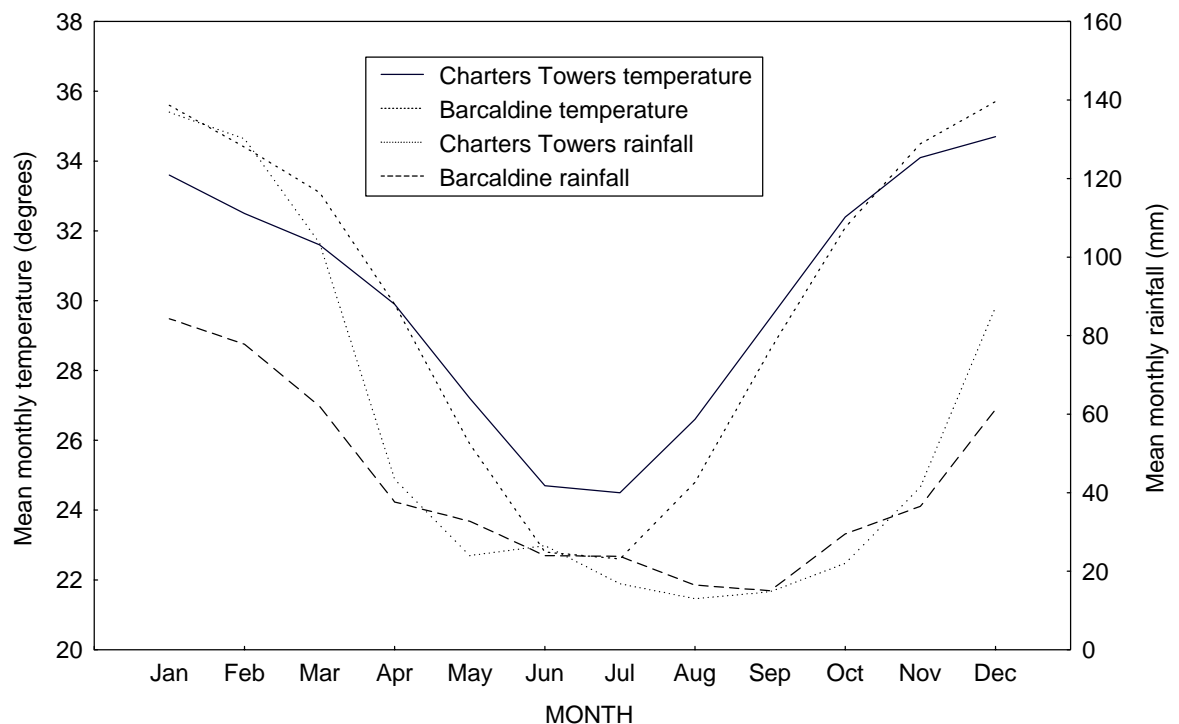 Mean monthly temperature (degrees)
38
36
34
32
30
28
26
24
22
20
Charters Towers temperature
Barcaldine temperature
Charters Towers rainfall
Barcaldine rainfall
160
140
120
100
80
60
40
20
0
Mean monthly rainfall (mm)
Jan Feb Mar Apr May Jun Jul Aug Sep Oct Nov Dec
MONTH